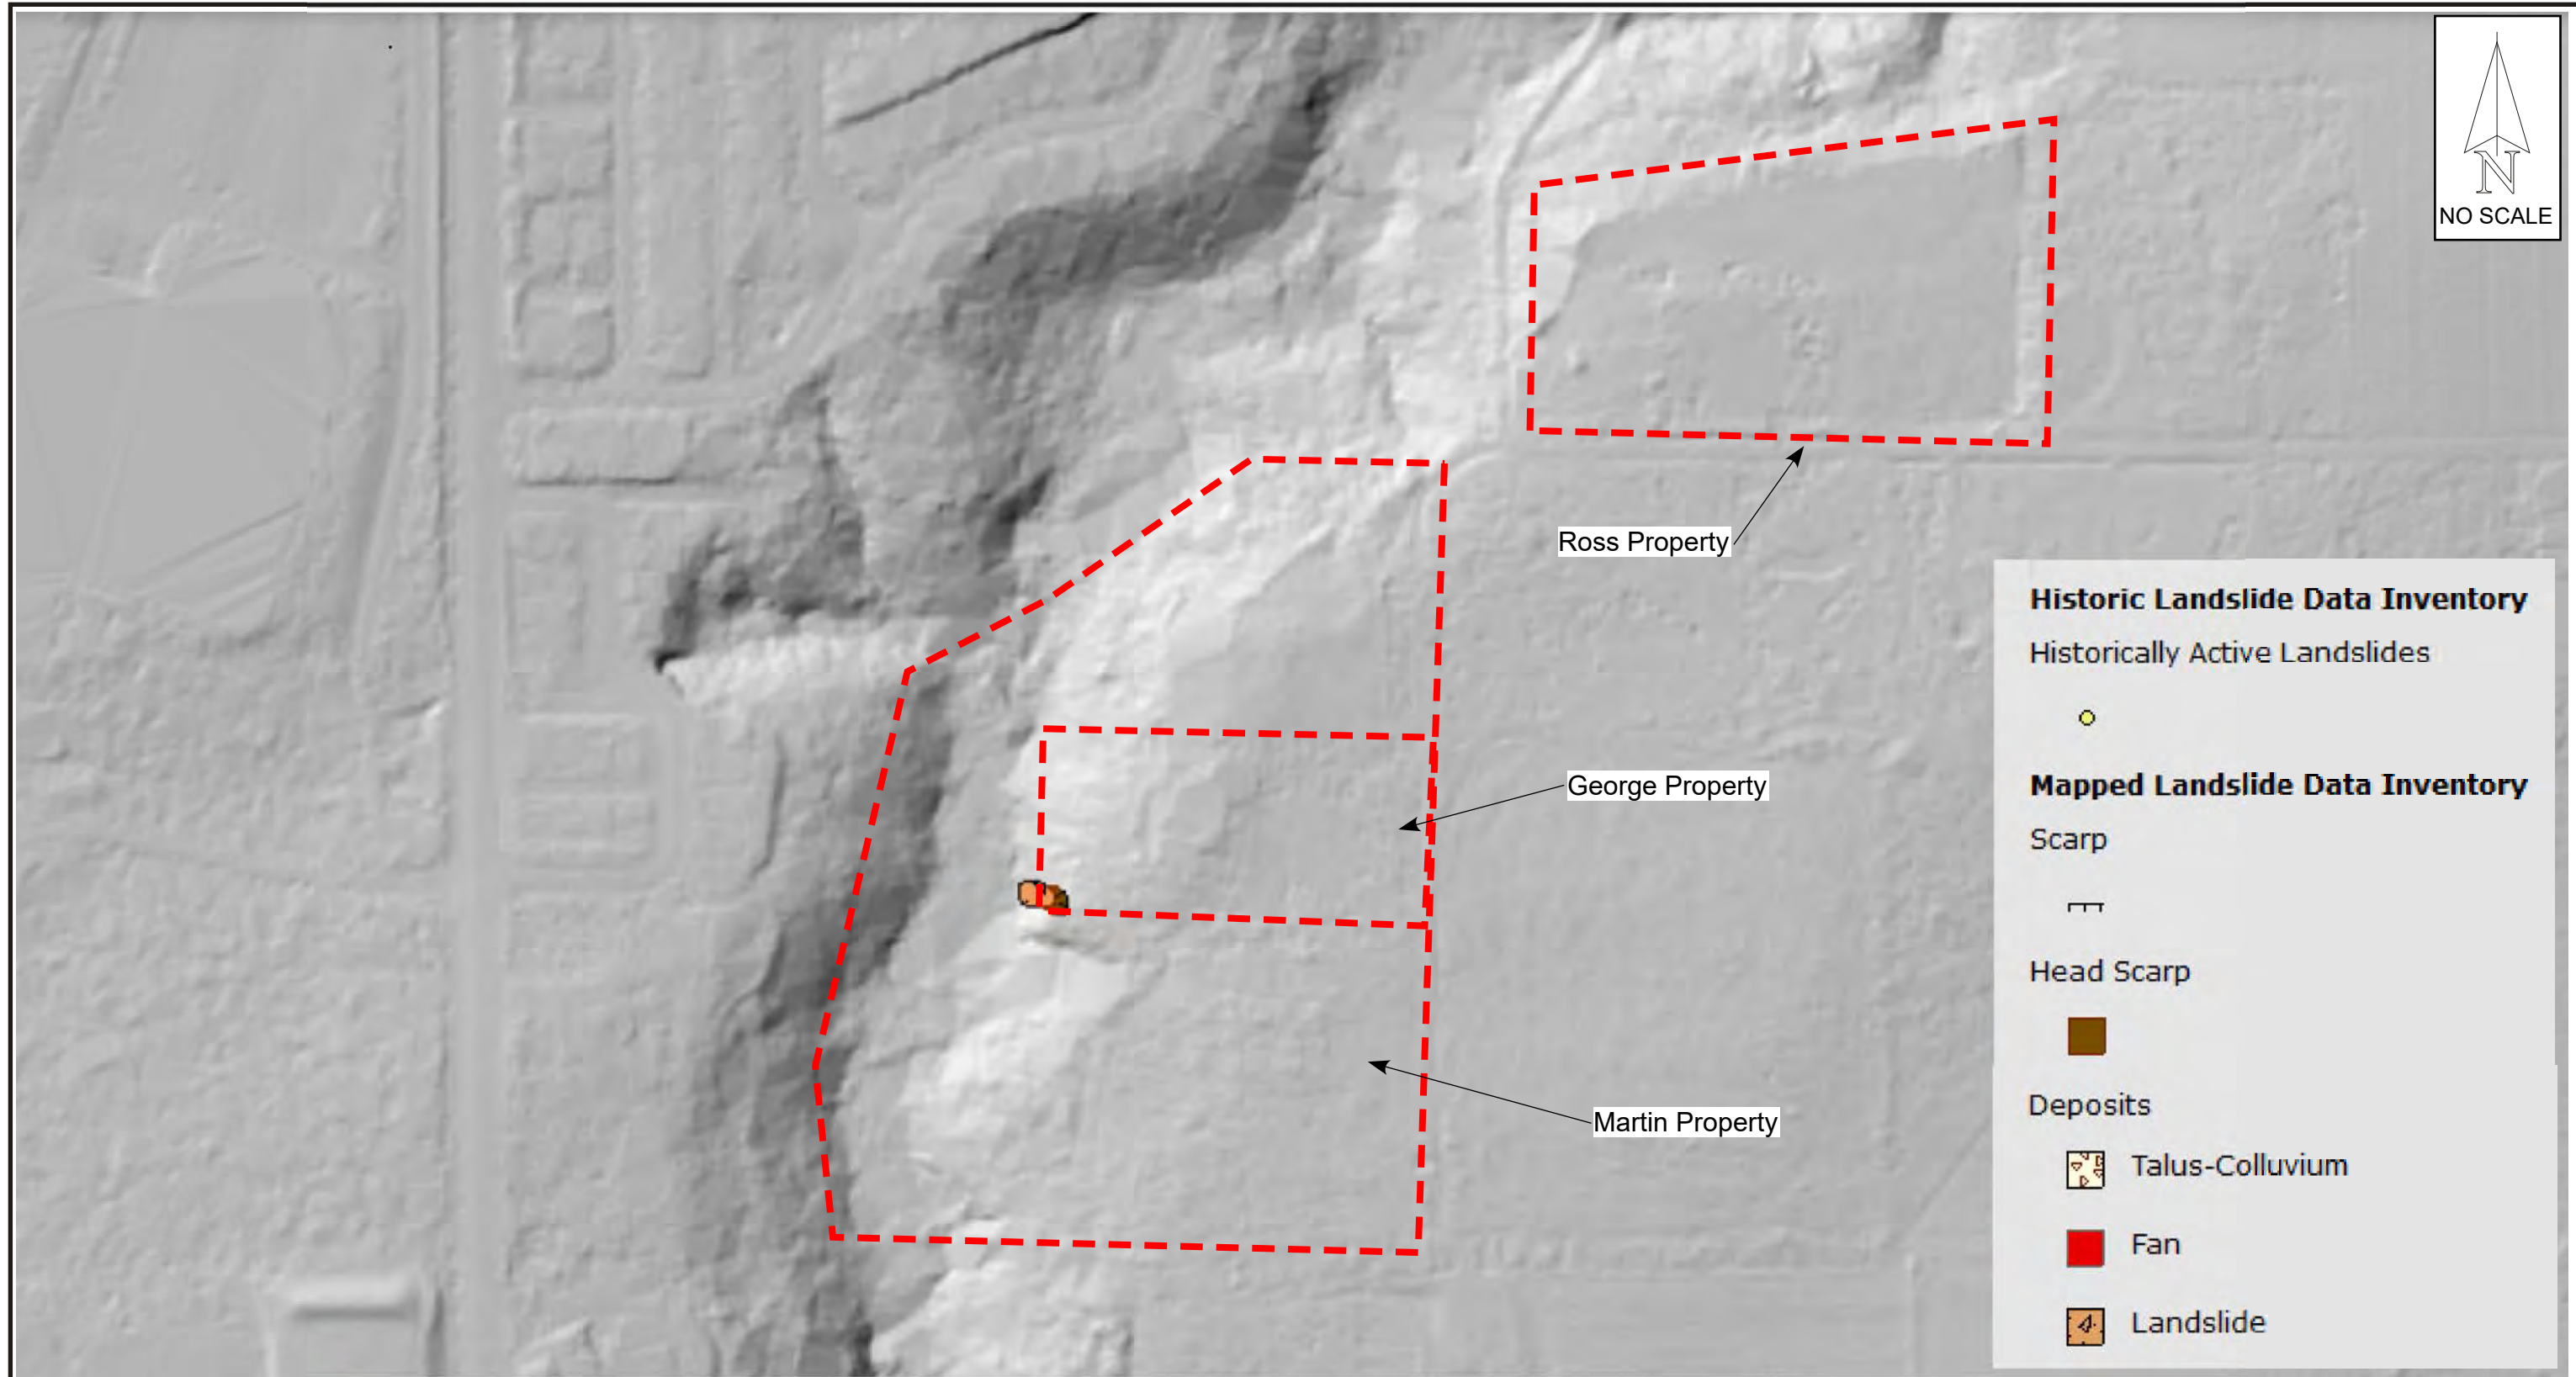 N
NO SCALE
Ross Property
George Property
Martin Property
Historic Landslide Data Inventory
Historically Active Landslides
Mapped Landslide Data Inventory
Scarp
Head Scarp
Deposits
Talus-Colluvium
Fan
Landslide